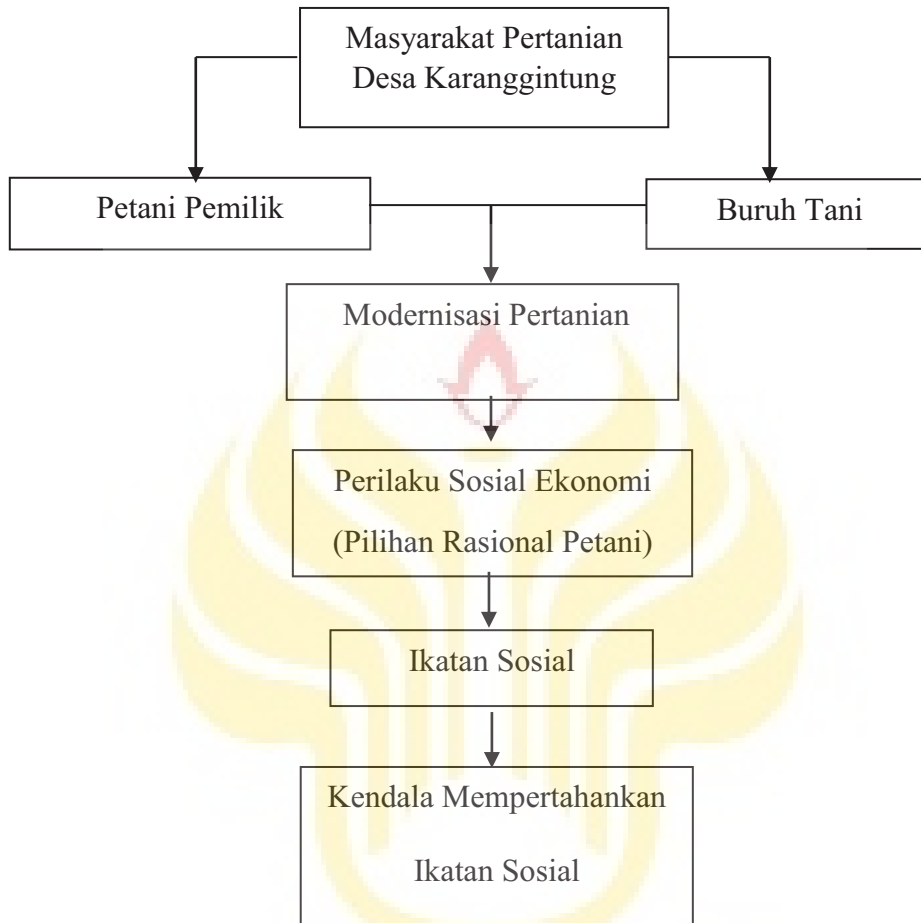 Masyarakat Pertanian
Desa Karanggintung
Petani Pemilik
Buruh Tani
Modernisasi Pertanian
Perilaku Sosial Ekonomi
(Pilihan Rasional Petani)
Ikatan Sosial
Kendala Mempertahankan
Ikatan Sosial